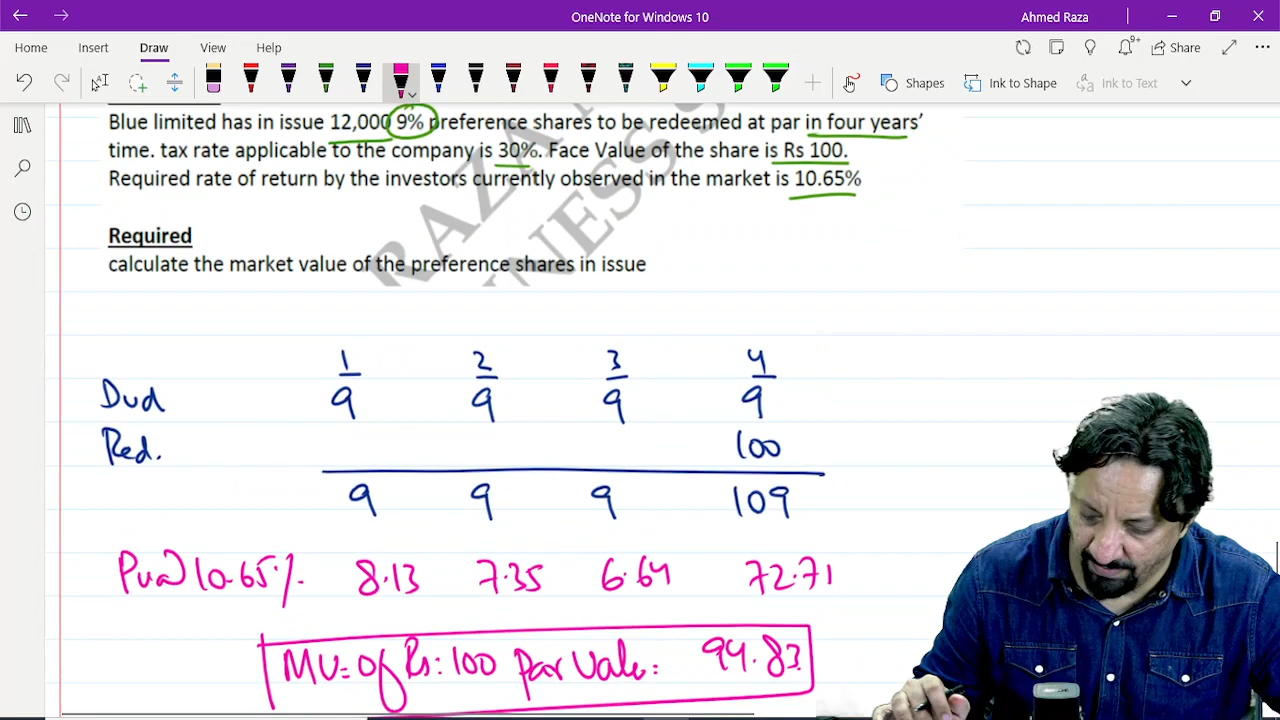 OneNote for Windows 10
Ahmed Raza
Home Insert Draw View Help
Share
Shapes Ink to Shape Ink to Text
Blue limited has in issue 12,000 9% preference shares to be redeemed at par in four years'
time. tax rate applicable to the company is 30%. Face Value of the share is Rs 100.
Required rate of return by the investors currently observed in the market is 10.65%
Required
calculate the market value of the preference shares in issue
1 2 3 4
Dvd 9 9 9 9
Red. 100
9 9 9 109
Pv@10.65% 8.13 7.35 6.64 72.71
MV= Of Rs: 100 Par Value: 94.83